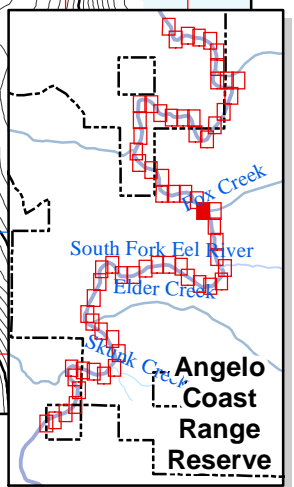 Fox Creek
South Fork Eel River
Elder Creek
Skunk Creek
Angelo
Coast
Range
Reserve